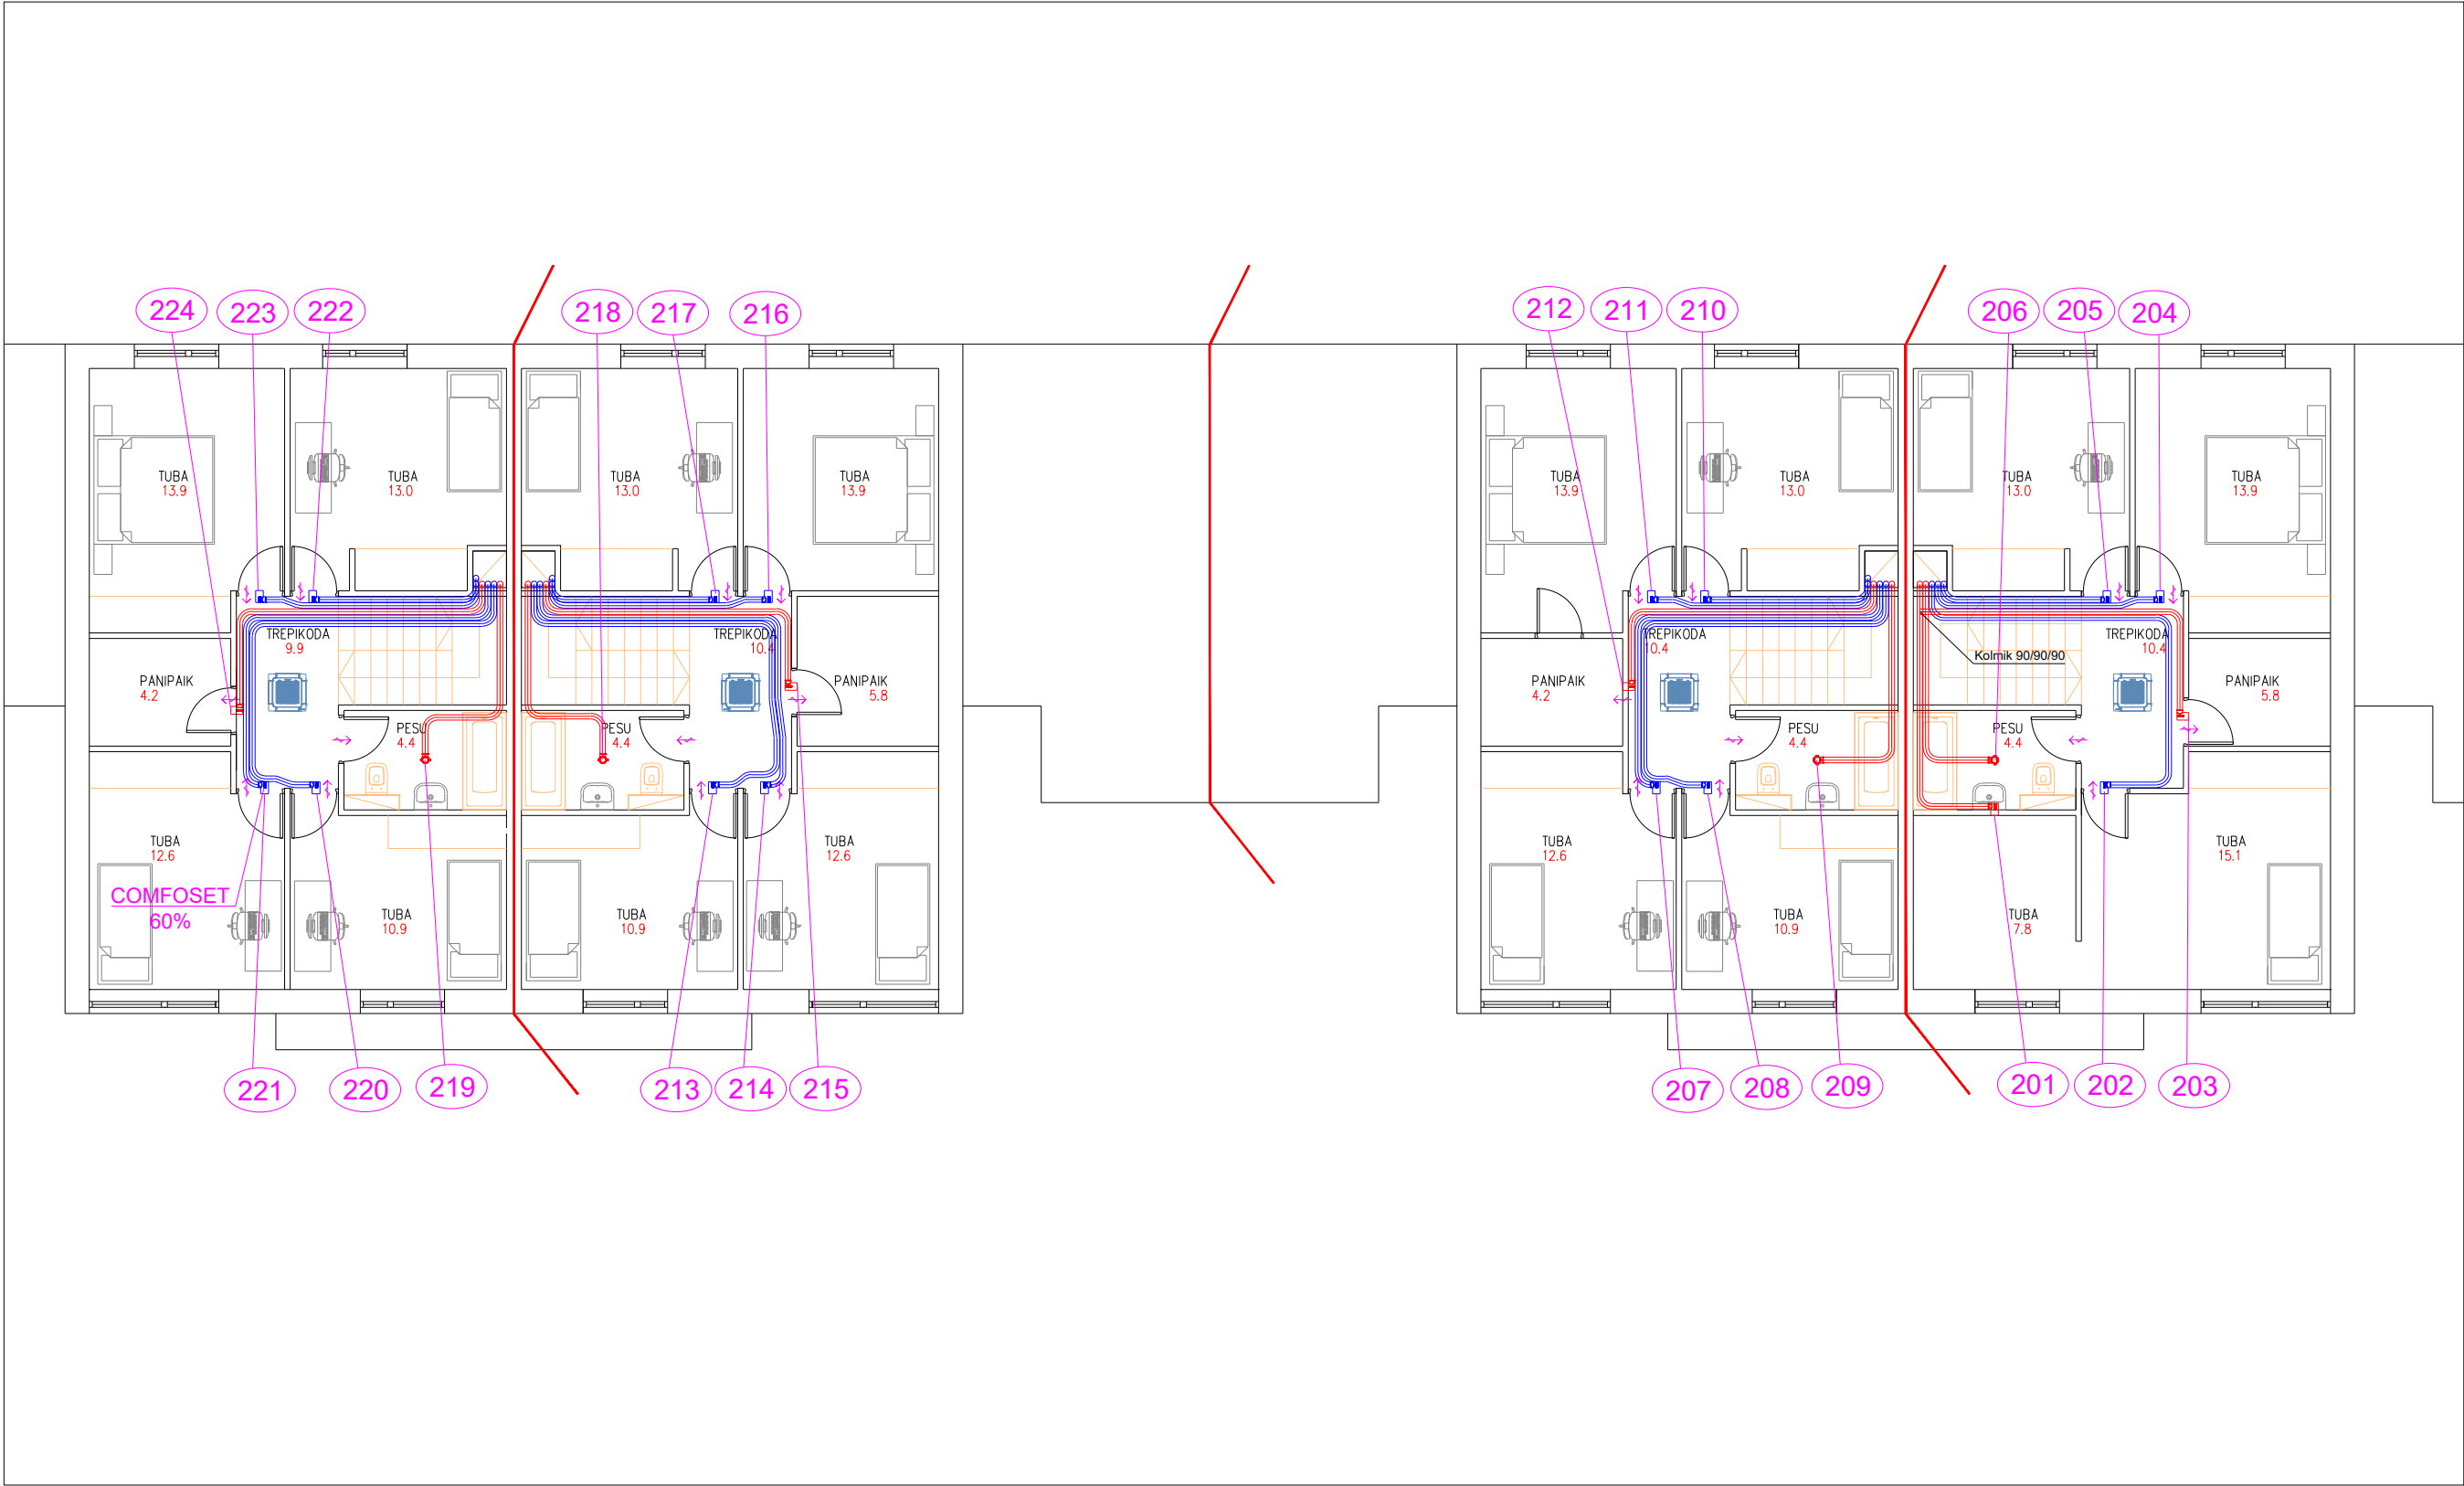 224
223
222
218
217
216
212
211
210
206
205
204
TUBA
13.9
TUBA
13.0
TUBA
13.0
TUBA
13.9
TUBA
13.9
TUBA
13.0
TUBA
13.0
TUBA
13.9
TREPIKODA
9.9
TREPIKODA
10.4
TREPIKODA
10.4
TREPIKODA
10.4
Kolmik 90/90/90
PANIPAIK
4.2
PANIPAIK
5.8
PANIPAIK
4.2
PANIPAIK
5.8
PESU
4.4
PESU
4.4
PESU
4.4
PESU
4.4
TUBA
12.6
TUBA
12.6
TUBA
12.6
TUBA
15.1
COMFOSET
60%
TUBA
10.9
TUBA
10.9
TUBA
10.9
TUBA
7.8
221
220
219
213
214
215
207
208
209
201
202
203